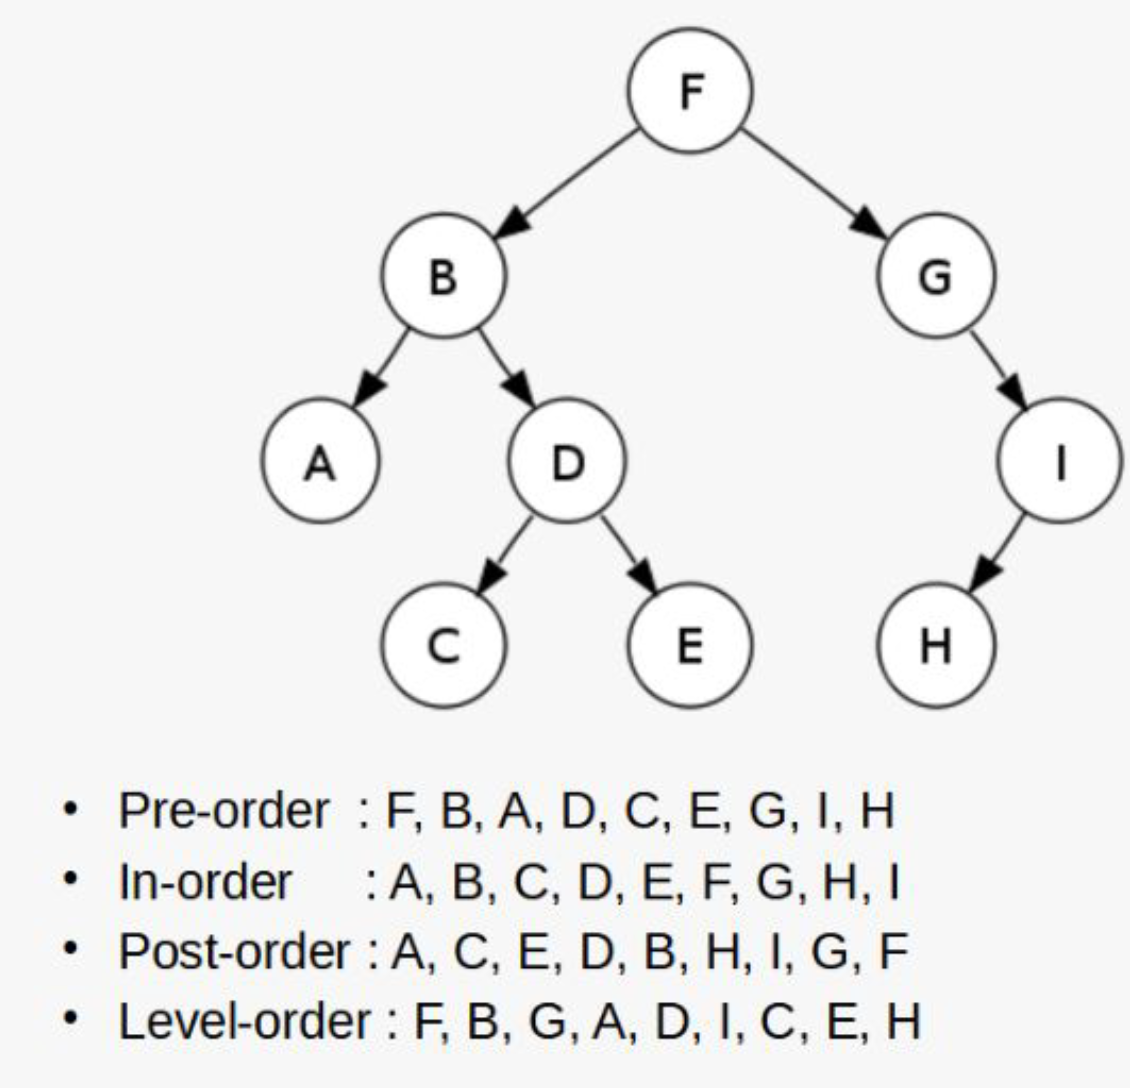 F
B G
A D I
C E H
• Pre-order : F, B, A, D, C, E, G, I, H
• In-order : A, B, C, D, E, F, G, H, I
• Post-order : A, C, E, D, B, H, I, G, F
• Level-order : F, B, G, A, D, I, C, E, H